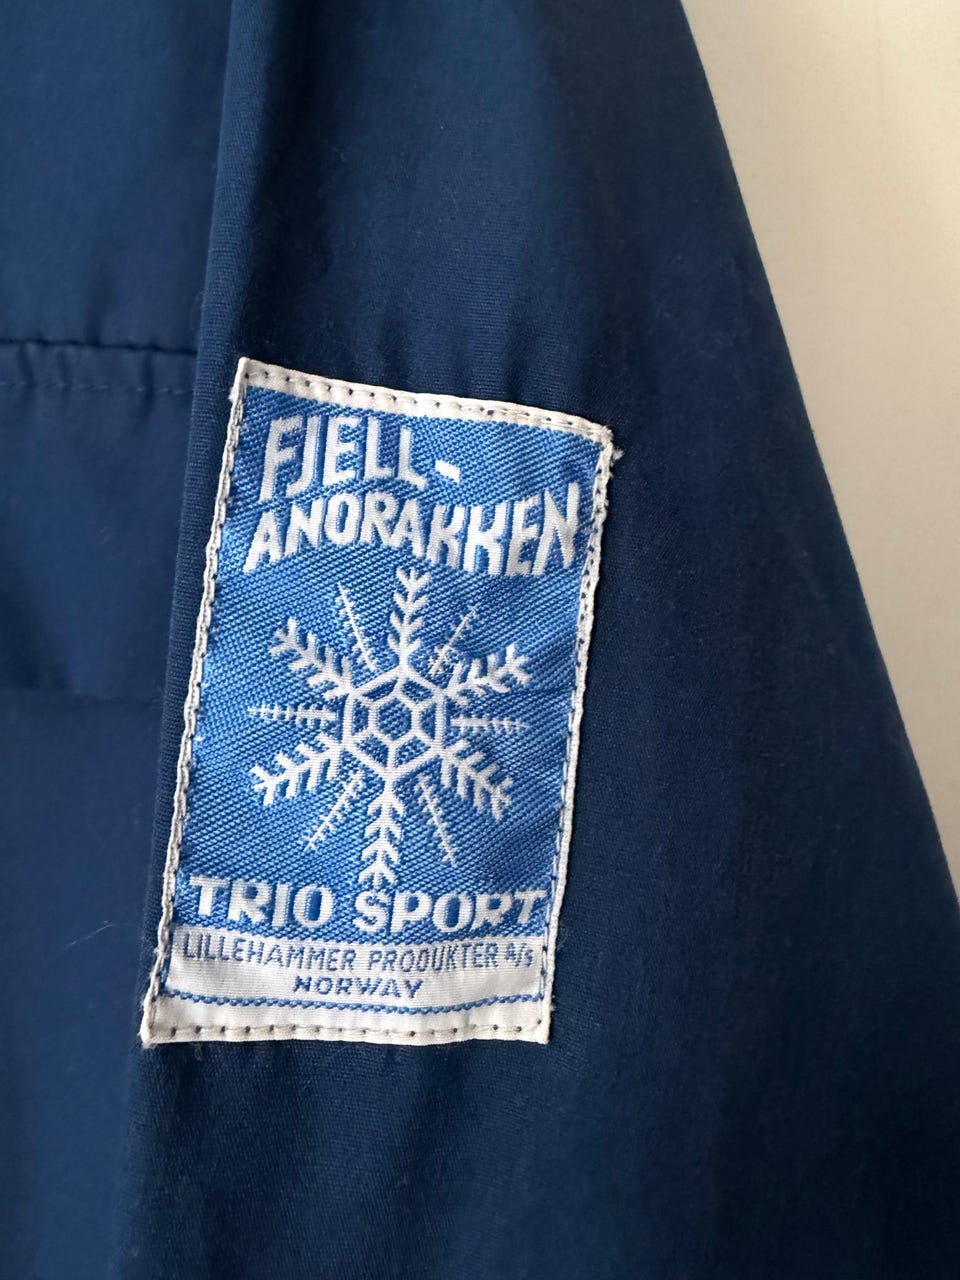 FJELL-
ANORAKKEN
TRIO SPORT
LILLEHAMMER PRODUKTER A/S
NORWAY